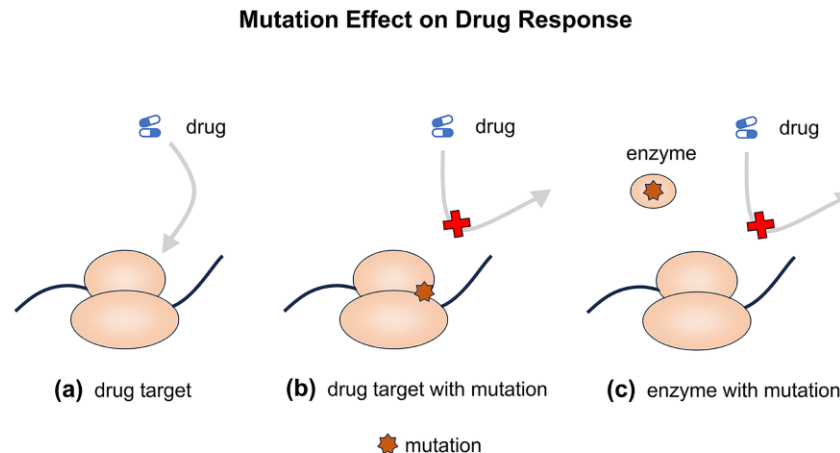 Mutation Effect on Drug Response
drug
drug
drug
enzyme
(a) drug target
(b) drug target with mutation
(c) enzyme with mutation
mutation